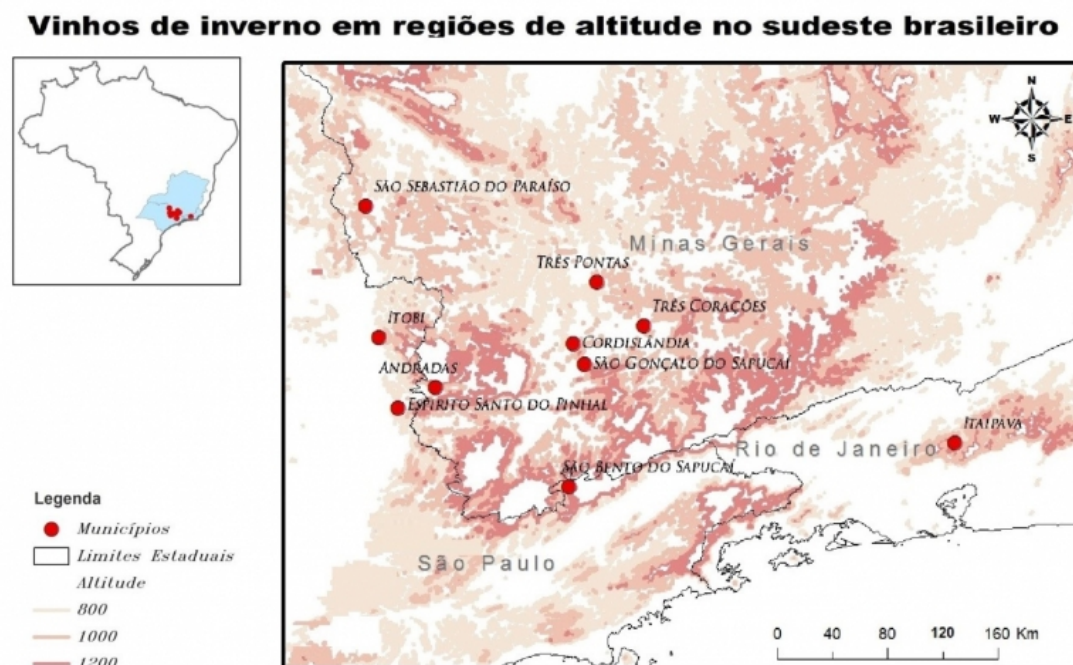 Vinhos de inverno em regiões de altitude no sudeste brasileiro
N
W E
S
SÃO SEBASTIÃO DO PARAÍSO
Minas Gerais
TRÊS PONTAS
TRÊS CORAÇÕES
ITOBI
CORDISLÂNDIA
SÃO GONÇALO DO SAPUCAÍ
ANDRADAS
ESPÍRITO SANTO DO PINHAL
ITAIPAVA
Rio de Janeiro
SÃO BENTO DO SAPUCAÍ
São Paulo
Legenda
Municípios
Limites Estaduais
Altitude
800
1000
1200
0 40 80 120 160 Km